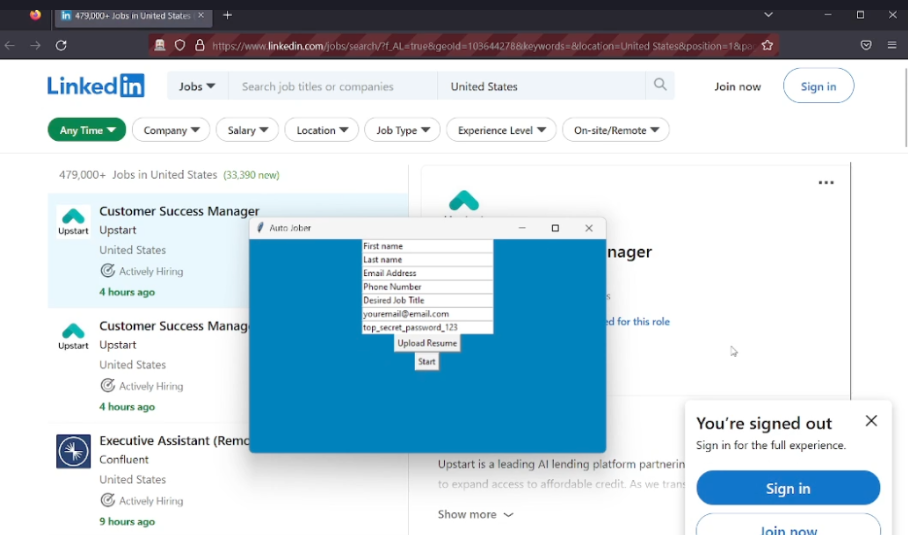 in 479,000+ Jobs in United States
https://www.linkedin.com/jobs/search/?f_AL=true&geoId=103644278&keywords=&location=United States&position=1&p
LinkedIn
Jobs Search job titles or companies United States Join now Sign in
Any Time Company Salary Location Job Type Experience Level On-site/Remote
479,000+ Jobs in United States (33,390 new)
Customer Success Manager
Upstart
United States
Actively Hiring
4 hours ago
Upstart
Customer Success Manag
Upstart
United States
Actively Hiring
4 hours ago
Upstart
Executive Assistant (Remo
Confluent
United States
Actively Hiring
9 hours ago
Auto Jober
First name
Last name
Email Address
Phone Number
Desired Job Title
youremail@email.com
top_secret_password_123
Upload Resume
Start
nager
ed for this role
Upstart is a leading AI lending platform partnerin
to expand access to affordable credit. As we trans
Show more
You're signed out
Sign in for the full experience.
Sign in
Join now